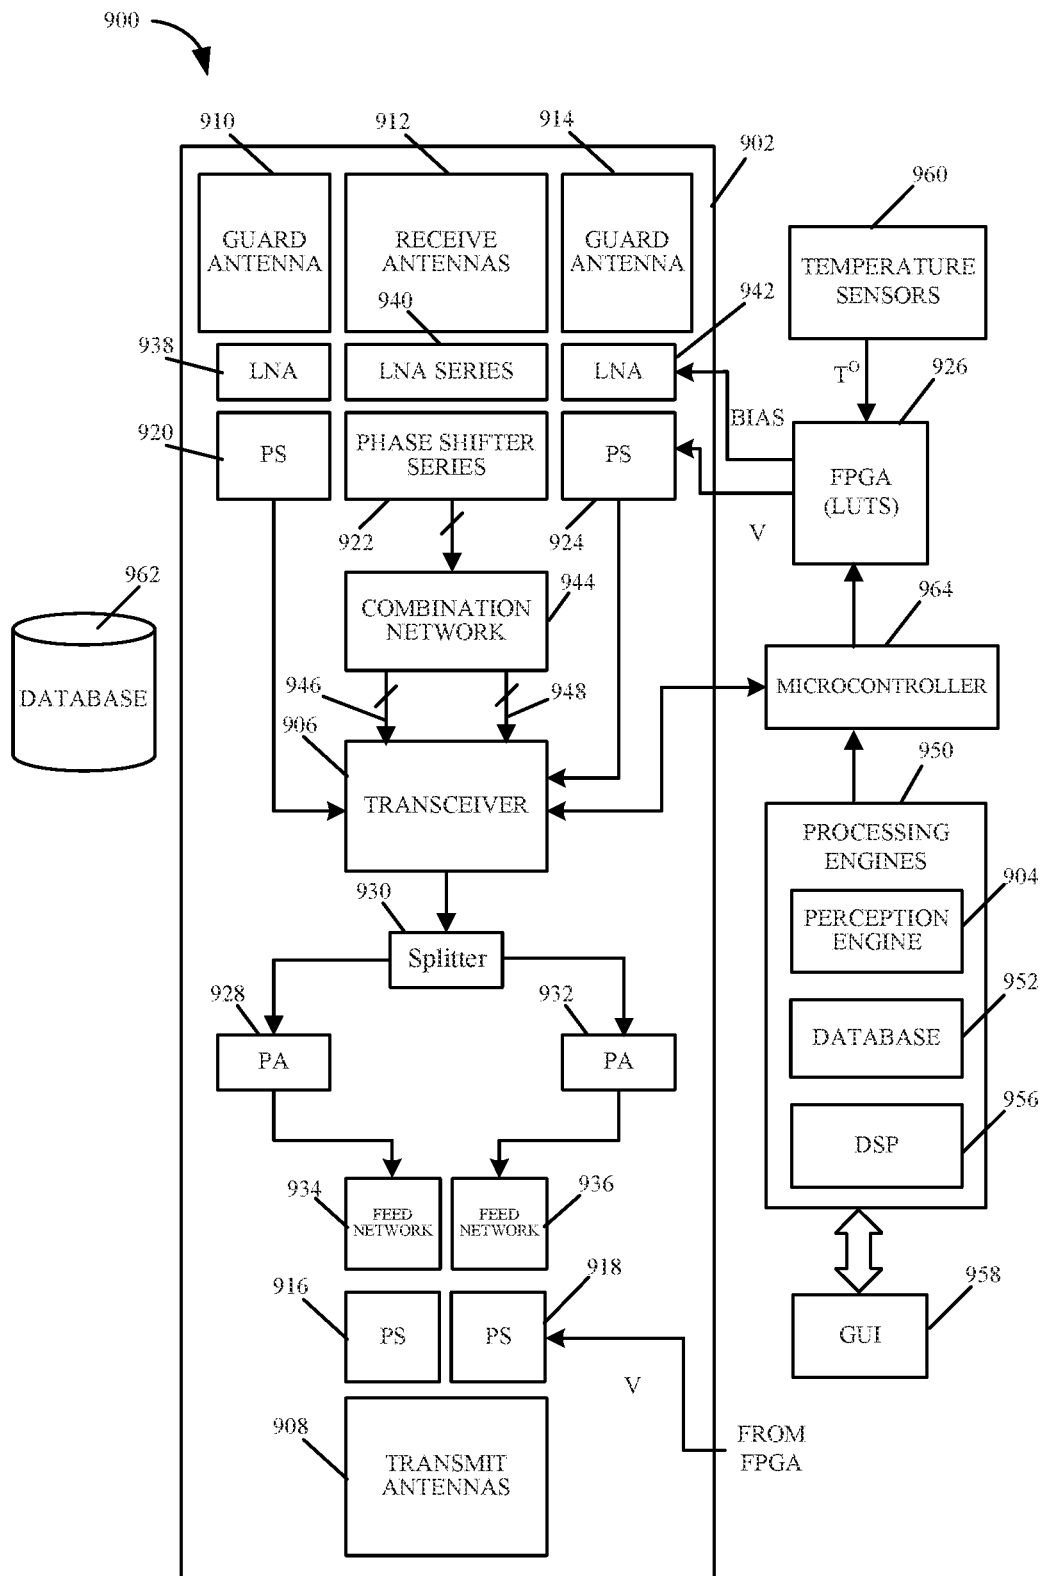 900
910
912
914
902
960
GUARD
ANTENNA
RECEIVE
ANTENNAS
GUARD
ANTENNA
TEMPERATURE
SENSORS
940
942
938
LNA
LNA SERIES
LNA
T°
926
920
BIAS
PS
PHASE SHIFTER
SERIES
PS
FPGA
(LUTS)
922
924
V
962
944
964
COMBINATION
NETWORK
DATABASE
946
948
MICROCONTROLLER
906
950
TRANSCEIVER
PROCESSING
ENGINES
930
904
PERCEPTION
ENGINE
Splitter
928
932
952
PA
PA
DATABASE
956
DSP
934
936
FEED
NETWORK
FEED
NETWORK
918
958
916
PS
PS
GUI
V
908
FROM
FPGA
TRANSMIT
ANTENNAS